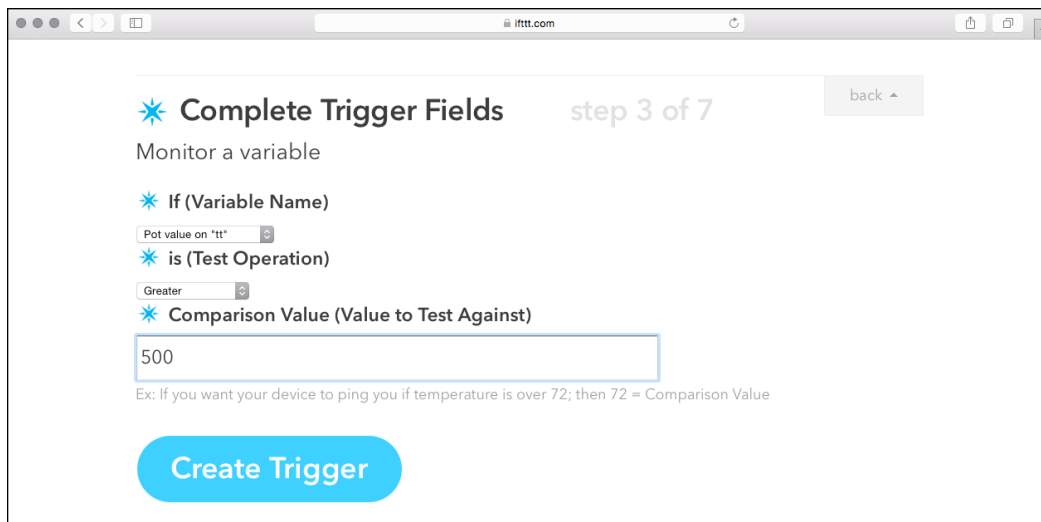 ifttt.com
back
Complete Trigger Fields step 3 of 7
Monitor a variable
If (Variable Name)
Pot value on "tt"
is (Test Operation)
Greater
Comparison Value (Value to Test Against)
500
Ex: If you want your device to ping you if temperature is over 72; then 72 = Comparison Value
Create Trigger